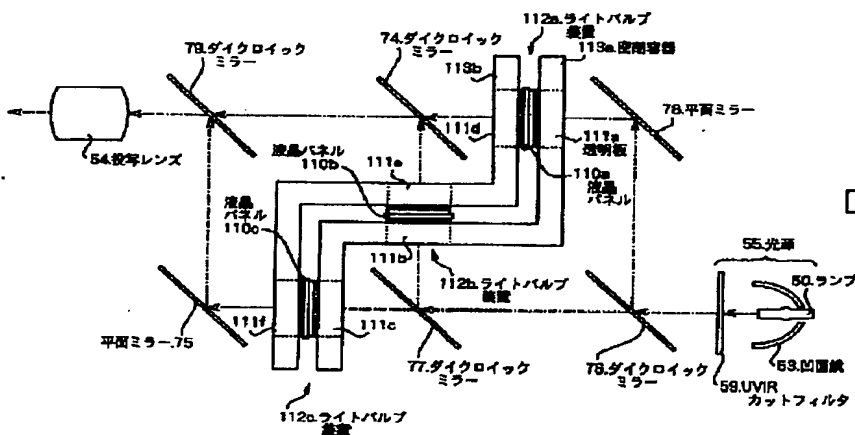 112a.ライトバルブ
装置
79.ダイクロイック
ミラー
74.ダイクロイック
ミラー
113a.密閉容器
113b
78.平面ミラー
111d
111a
透明板
54.投写レンズ
液晶パネル
110b
111e
110a
液晶
パネル
液晶
パネル
110c
111b
55.光源
50.ランプ
112b.ライトバルブ
装置
111f
111c
平面ミラー.75
77.ダイクロイック
ミラー
76.ダイクロイック
ミラー
53.凹面鏡
59.UVIR
カットフィルタ
112c.ライトバルブ
装置